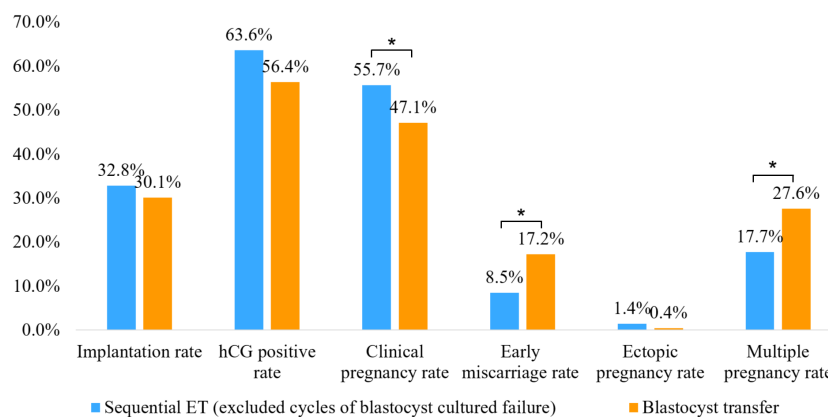 70.0%
60.0%
50.0%
40.0%
30.0%
20.0%
10.0%
0.0%
32.8%
30.1%
63.6%
56.4%
*
55.7%
47.1%
*
8.5%
17.2%
1.4%
0.4%
*
17.7%
27.6%
Implantation rate
hCG positive
rate
Clinical
pregnancy rate
Early
miscarriage rate
Ectopic
pregnancy rate
Multiple
pregnancy rate
Sequential ET (excluded cycles of blastocyst cultured failure)
Blastocyst transfer